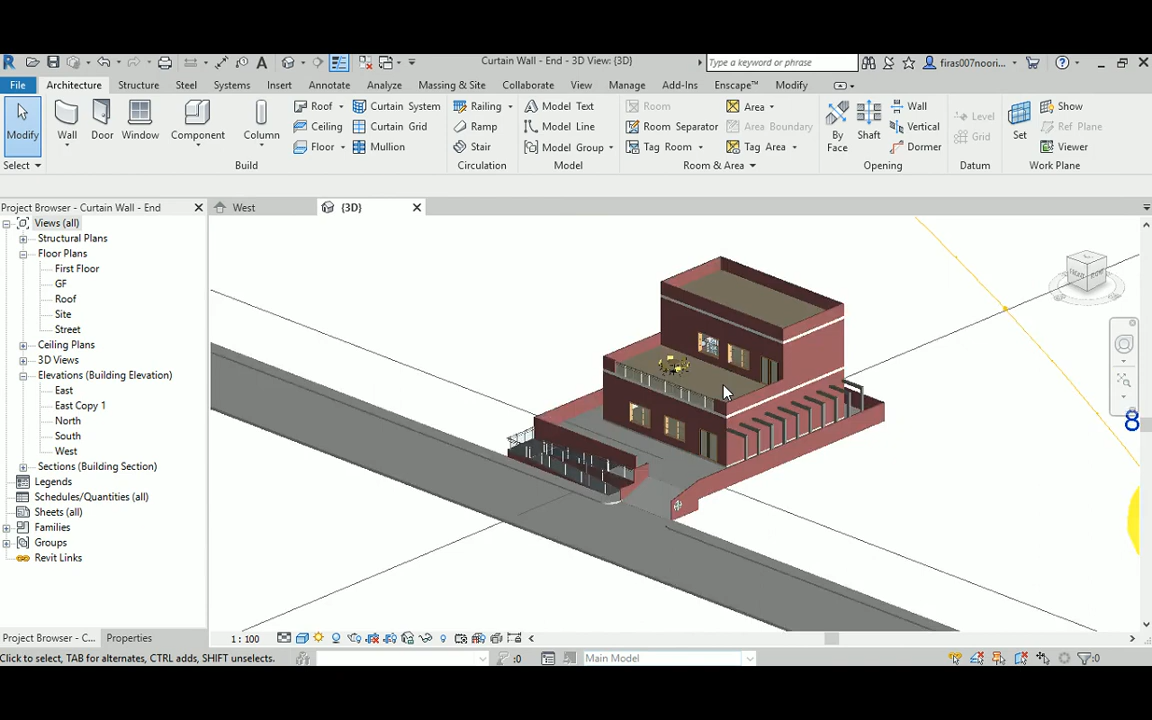 Curtain Wall - End - 3D View: {3D}
Type a keyword or phrase
firas007noori...
File Architecture Structure Steel Systems Insert Annotate Analyze Massing & Site Collaborate View Manage Add-Ins Enscape™ Modify
Modify Wall Door Window Component Column
Roof Curtain System Railing Model Text Room Area By Face Shaft Wall Level Set Show
Ceiling Curtain Grid Ramp Model Line Room Separator Area Boundary Vertical Grid Ref Plane
Floor Mullion Stair Model Group Tag Room Tag Area Dormer Viewer
Select Build Circulation Model Room & Area Opening Datum Work Plane
Project Browser - Curtain Wall - End
West {3D}
Views (all)
Structural Plans
Floor Plans
First Floor
GF
Roof
Site
Street
Ceiling Plans
3D Views
Elevations (Building Elevation)
East
East Copy 1
North
South
West
Sections (Building Section)
Legends
Schedules/Quantities (all)
Sheets (all)
Families
Groups
Revit Links
8
Project Browser - C... Properties
1 : 100
Click to select, TAB for alternates, CTRL adds, SHIFT unselects.
:0
Main Model
:0